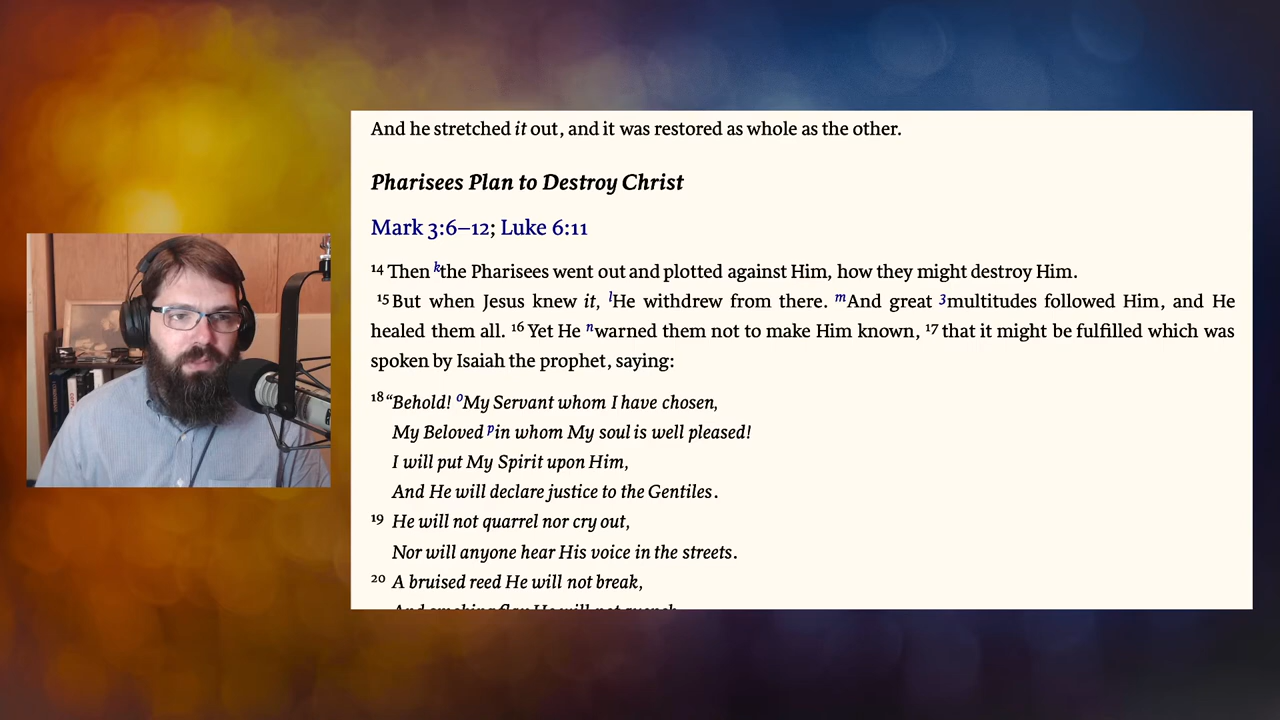 And he stretched it out, and it was restored as whole as the other.
Pharisees Plan to Destroy Christ
Mark 3:6–12; Luke 6:11
14 Then kthe Pharisees went out and plotted against Him, how they might destroy Him.
15 But when Jesus knew it, lHe withdrew from there. mAnd great 3multitudes followed Him, and He
healed them all. 16 Yet He nwarned them not to make Him known, 17 that it might be fulfilled which was
spoken by Isaiah the prophet, saying:
18 “Behold! oMy Servant whom I have chosen,
My Beloved pin whom My soul is well pleased!
I will put My Spirit upon Him,
And He will declare justice to the Gentiles.
19 He will not quarrel nor cry out,
Nor will anyone hear His voice in the streets.
20 A bruised reed He will not break,
And smoking flax He will not quench,